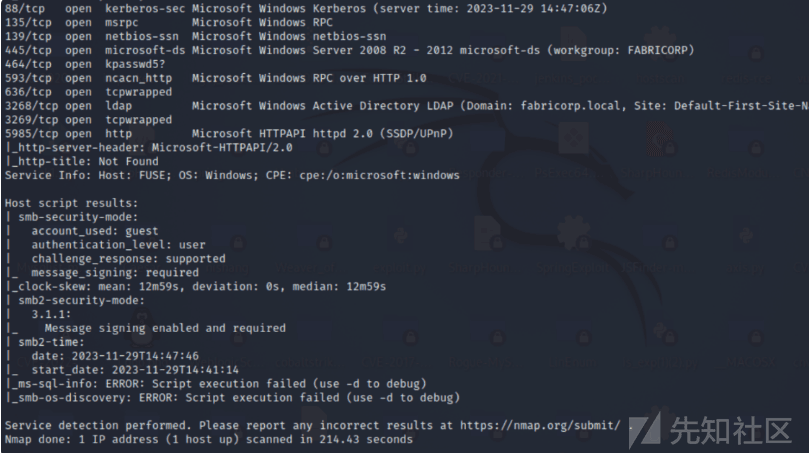 88/tcp   open  kerberos-sec Microsoft Windows Kerberos (server time: 2023-11-29 14:47:06Z)
135/tcp  open  msrpc        Microsoft Windows RPC
139/tcp  open  netbios-ssn  Microsoft Windows netbios-ssn
445/tcp  open  microsoft-ds Microsoft Windows Server 2008 R2 - 2012 microsoft-ds (workgroup: FABRICORP)
464/tcp  open  kpasswd5?
593/tcp  open  ncacn_http   Microsoft Windows RPC over HTTP 1.0
636/tcp  open  tcpwrapped
3268/tcp open  ldap         Microsoft Windows Active Directory LDAP (Domain: fabricorp.local, Site: Default-First-Site-N
3269/tcp open  tcpwrapped
5985/tcp open  http         Microsoft HTTPAPI httpd 2.0 (SSDP/UPnP)
|_http-server-header: Microsoft-HTTPAPI/2.0
|_http-title: Not Found
Service Info: Host: FUSE; OS: Windows; CPE: cpe:/o:microsoft:windows
Host script results:
| smb-security-mode:
|   account_used: guest
|   authentication_level: user
|   challenge_response: supported
|_  message_signing: required
|_clock-skew: mean: 12m59s, deviation: 0s, median: 12m59s
| smb2-security-mode:
|   3.1.1:
|_    Message signing enabled and required
| smb2-time:
|   date: 2023-11-29T14:47:46
|_  start_date: 2023-11-29T14:41:14
|_ms-sql-info: ERROR: Script execution failed (use -d to debug)
|_smb-os-discovery: ERROR: Script execution failed (use -d to debug)
Service detection performed. Please report any incorrect results at https://nmap.org/submit/ .
Nmap done: 1 IP address (1 host up) scanned in 214.43 seconds
先知社区